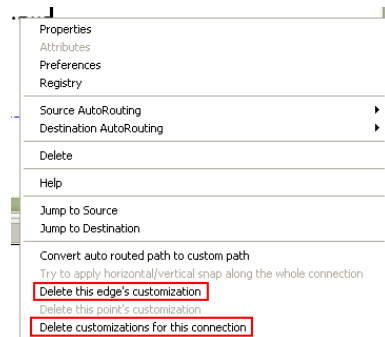 Properties
Attributes
Preferences
Registry
Source AutoRouting
Destination AutoRouting
Delete
Help
Jump to Source
Jump to Destination
Convert auto routed path to custom path
Try to apply horizontal/vertical snap along the whole connection
Delete this edge's customization
Delete this point's customization
Delete customizations for this connection